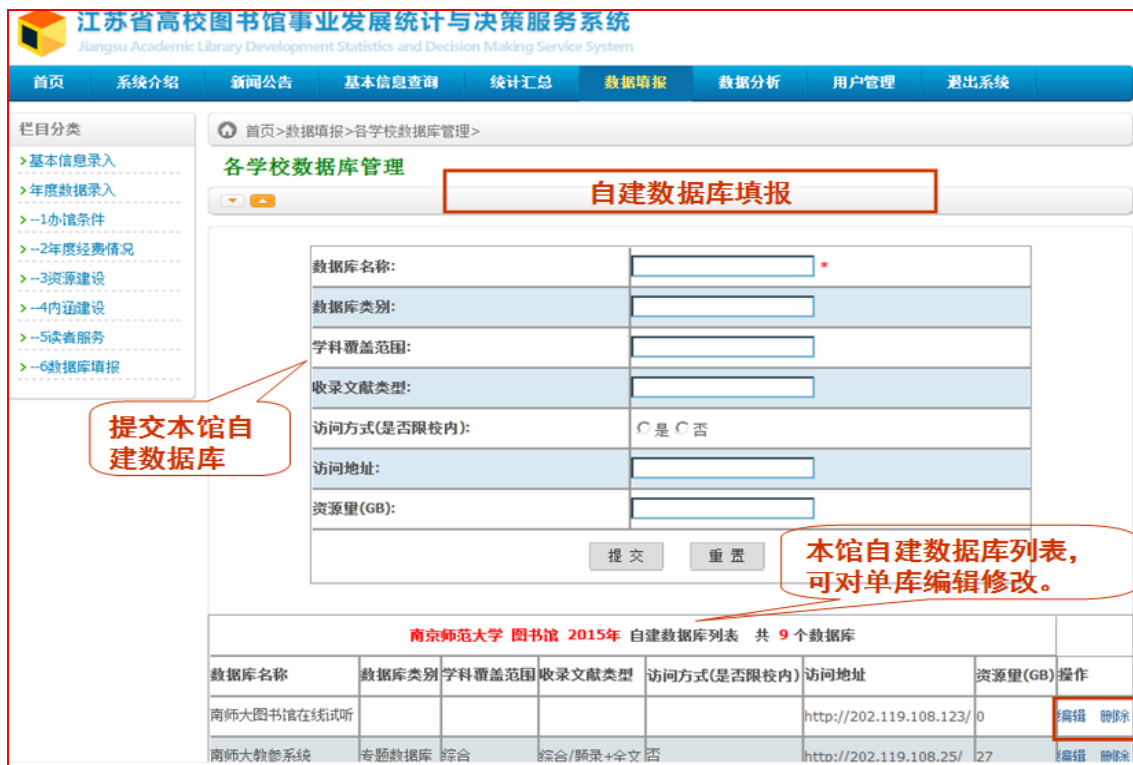 江苏省高校图书馆事业发展统计与决策服务系统
Jiangsu Academic Library Development Statistics and Decision Making Service System
首页 系统介绍 新闻公告 基本信息查询 统计汇总 数据填报 数据分析 用户管理 退出系统
栏目分类
>基本信息录入
>年度数据录入
>--1办馆条件
>--2年度经费情况
>--3资源建设
>--4内涵建设
>--5读者服务
>--6数据库填报
首页>数据填报>各学校数据库管理>
各学校数据库管理
自建数据库填报
数据库名称: *
数据库类别:
学科覆盖范围:
收录文献类型:
访问方式(是否限校内): 是 否
访问地址:
资源量(GB):
提交 重置
提交本馆自
建数据库
本馆自建数据库列表,
可对单库编辑修改。
南京师范大学 图书馆 2015年 自建数据库列表 共 9 个数据库
数据库名称 数据库类别 学科覆盖范围 收录文献类型 访问方式(是否限校内) 访问地址 资源量(GB) 操作
南师大图书馆在线试听 http://202.119.108.123/ 0 编辑 删除
南师大教参系统 专题数据库 综合 综合/题录+全文 否 http://202.119.108.25/ 27 编辑 删除